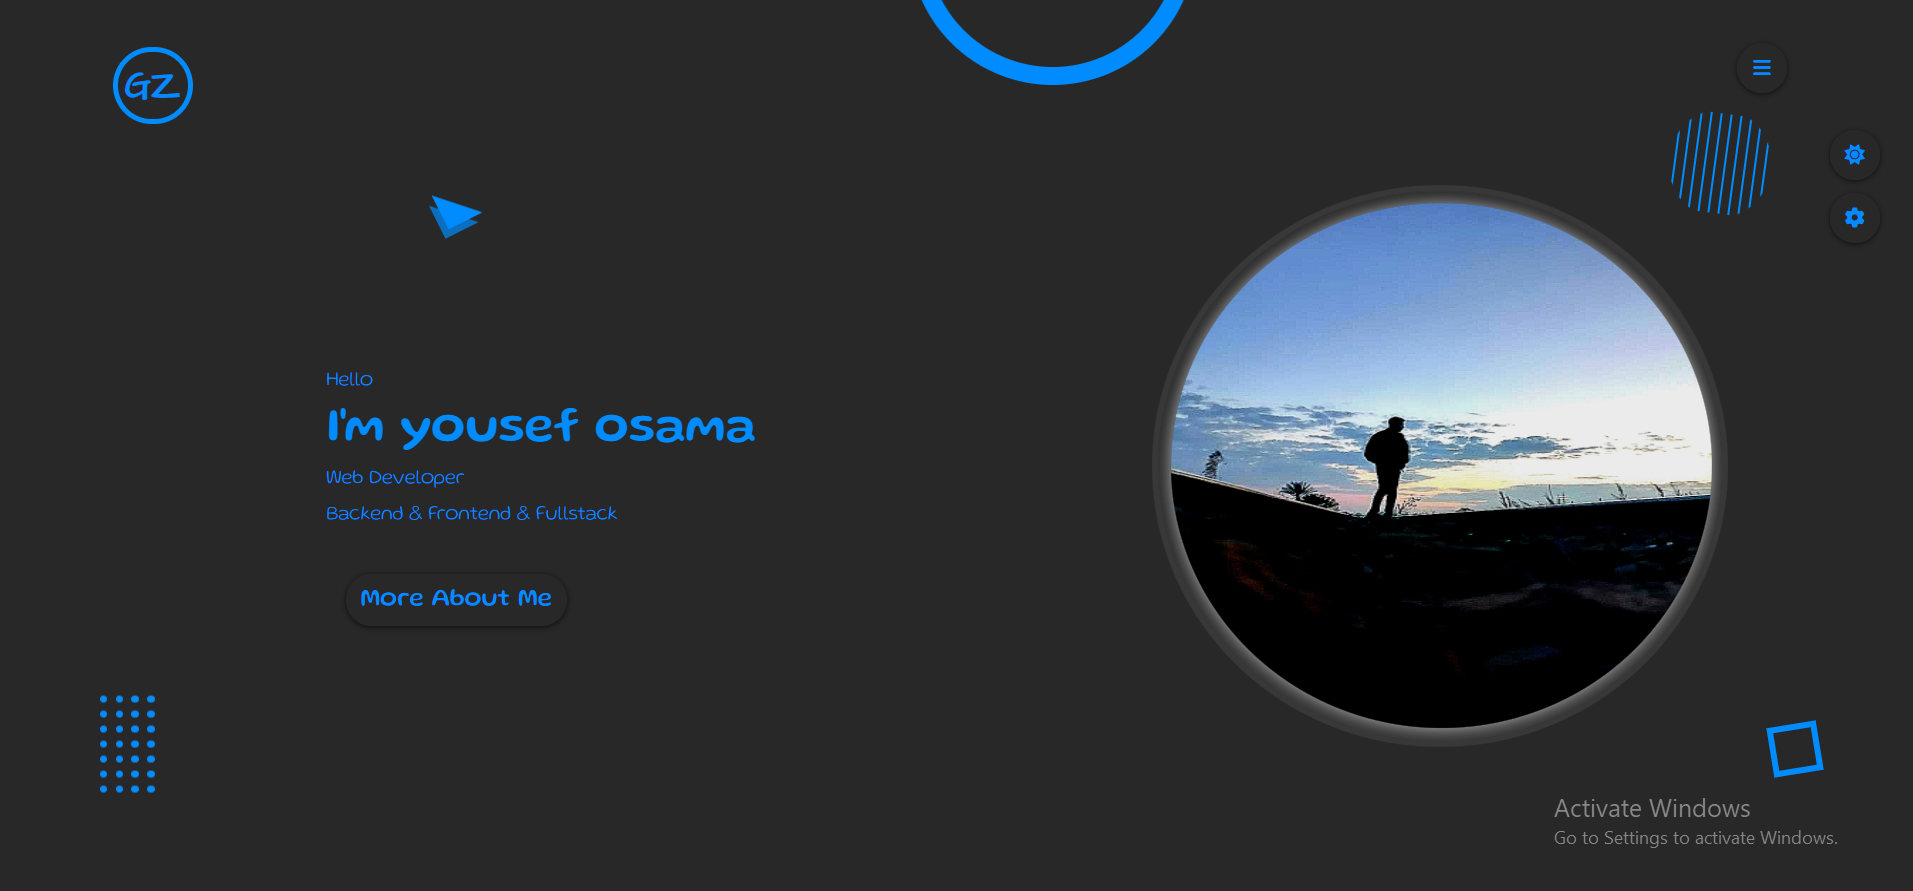 GZ
Hello
I'm yousef osama
Web Developer
Backend & Frontend & Fullstack
More About Me
Activate Windows
Go to Settings to activate Windows.